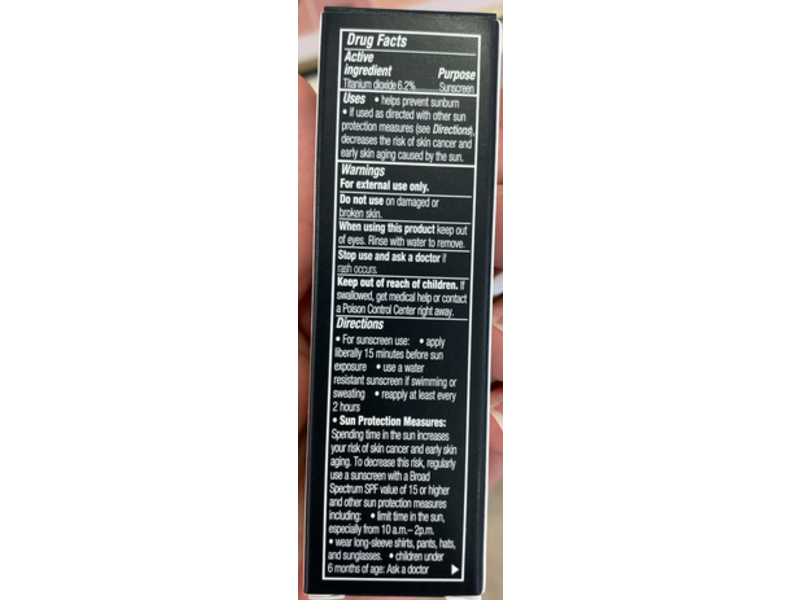 Drug Facts
Active
ingredient Purpose
Titanium dioxide 6.2%........Sunscreen
Uses • helps prevent sunburn
• if used as directed with other sun
protection measures (see Directions),
decreases the risk of skin cancer and
early skin aging caused by the sun.
Warnings
For external use only.
Do not use on damaged or
broken skin.
When using this product keep out
of eyes. Rinse with water to remove.
Stop use and ask a doctor if
rash occurs.
Keep out of reach of children. If
swallowed, get medical help or contact
a Poison Control Center right away.
Directions
• For sunscreen use: • apply
liberally 15 minutes before sun
exposure • use a water
resistant sunscreen if swimming or
sweating • reapply at least every
2 hours
• Sun Protection Measures:
Spending time in the sun increases
your risk of skin cancer and early skin
aging. To decrease this risk, regularly
use a sunscreen with a Broad
Spectrum SPF value of 15 or higher
and other sun protection measures
including: • limit time in the sun,
especially from 10 a.m.– 2p.m.
• wear long-sleeve shirts, pants, hats,
and sunglasses. • children under
6 months of age: Ask a doctor